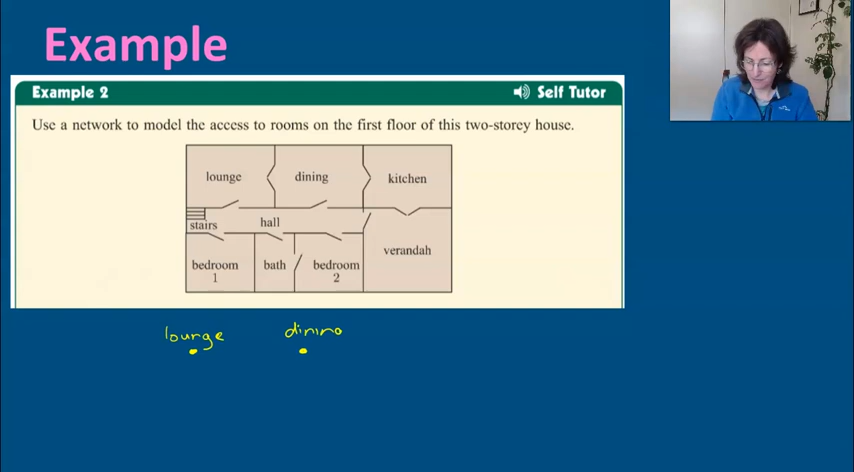 Example
Example 2
Self Tutor
Use a network to model the access to rooms on the first floor of this two-storey house.
lounge dining kitchen
stairs hall
verandah
bedroom 1 bath bedroom 2
lounge dining